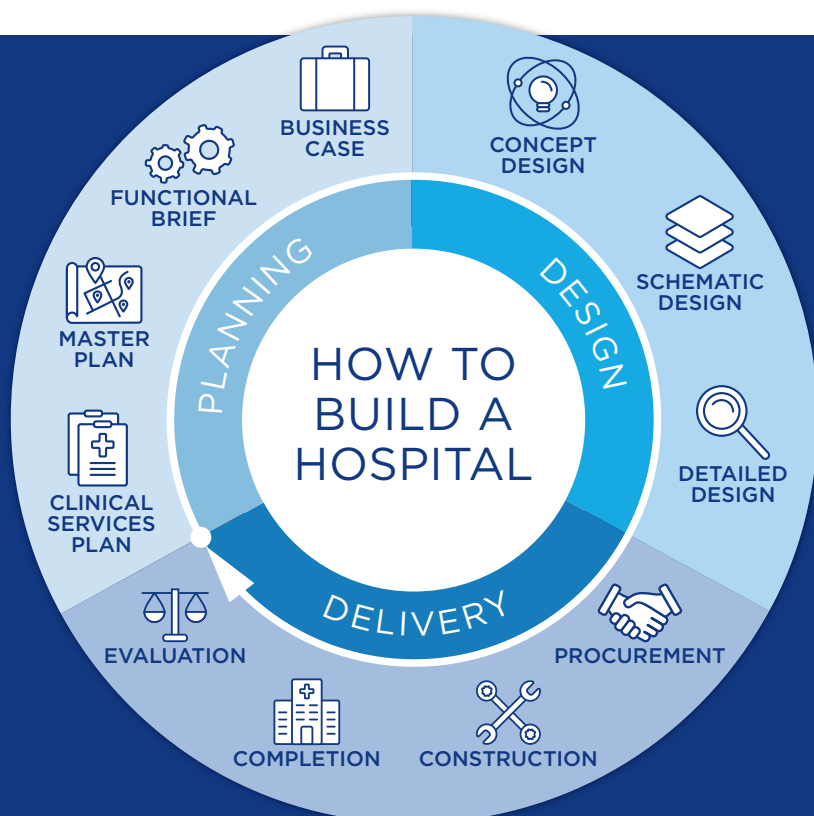 HOW TO
BUILD A
HOSPITAL
PLANNING
CLINICAL
SERVICES
PLAN
MASTER
PLAN
FUNCTIONAL
BRIEF
BUSINESS
CASE
DESIGN
CONCEPT
DESIGN
SCHEMATIC
DESIGN
DETAILED
DESIGN
DELIVERY
PROCUREMENT
CONSTRUCTION
COMPLETION
EVALUATION